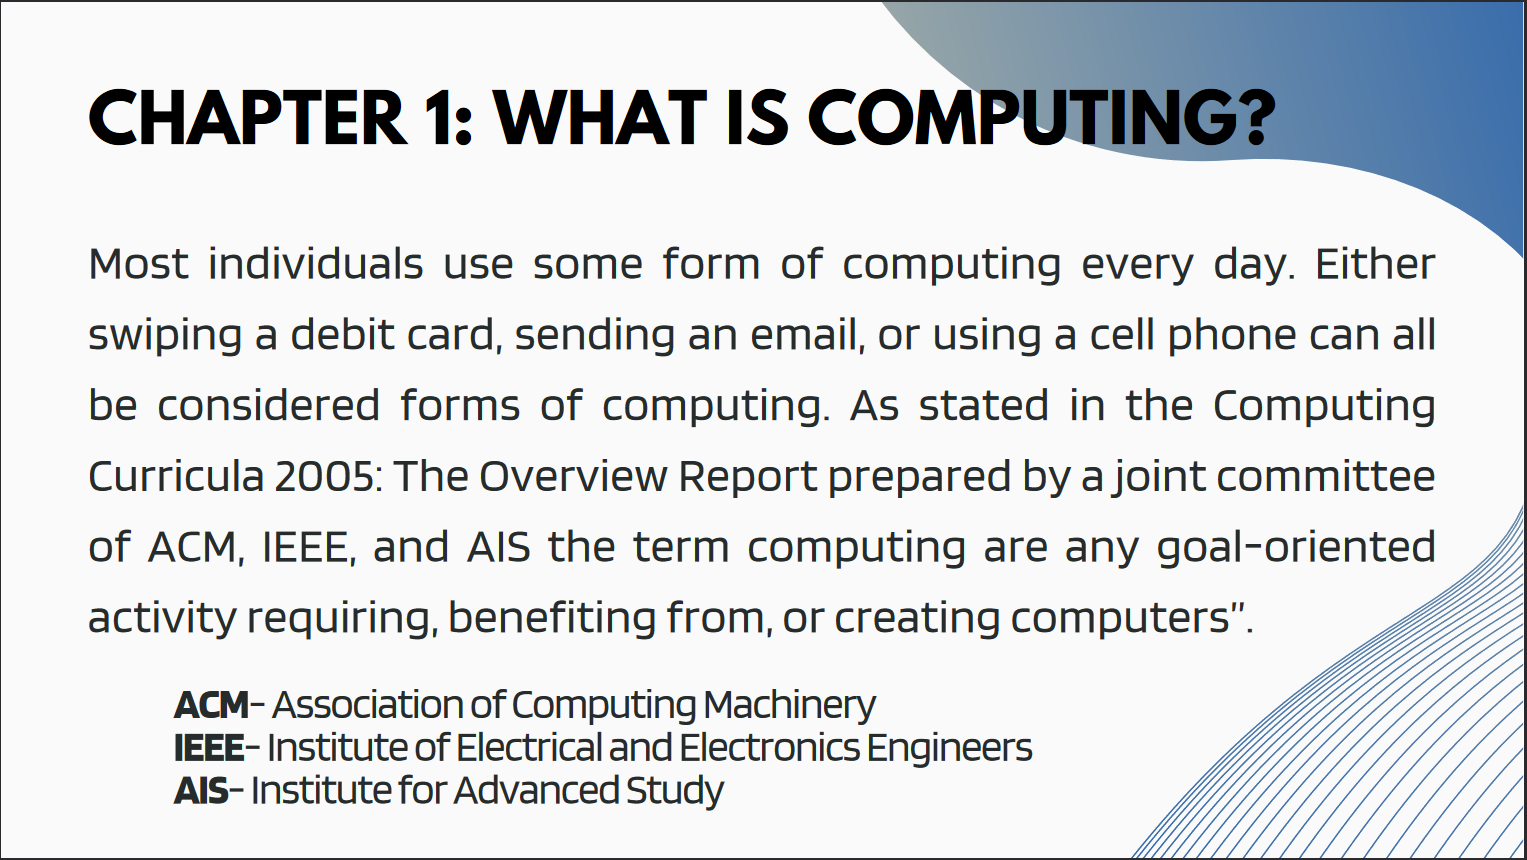 CHAPTER 1: WHAT IS COMPUTING?
Most individuals use some form of computing every day. Either
swiping a debit card, sending an email, or using a cell phone can all
be considered forms of computing. As stated in the Computing
Curricula 2005: The Overview Report prepared by a joint committee
of ACM, IEEE, and AIS the term computing are any goal-oriented
activity requiring, benefiting from, or creating computers”.
ACM- Association of Computing Machinery
IEEE- Institute of Electrical and Electronics Engineers
AIS- Institute for Advanced Study